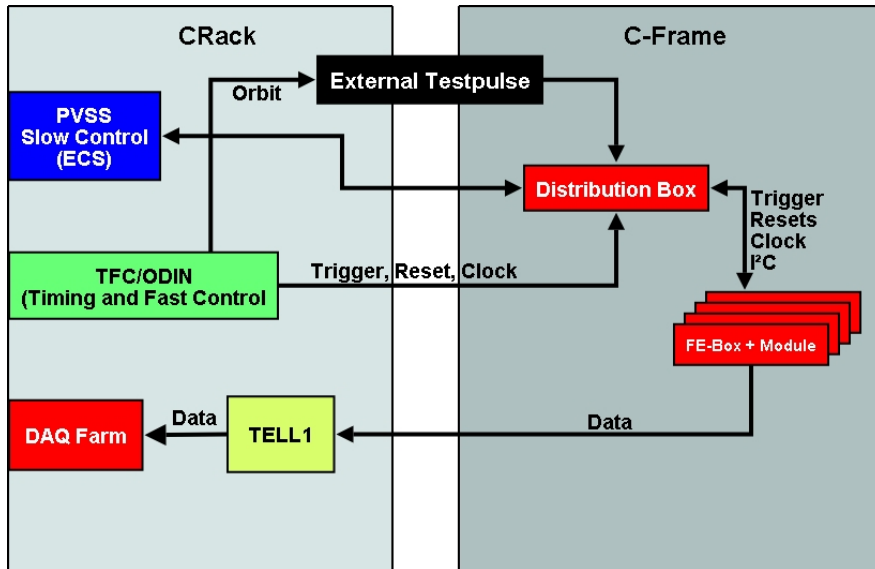 CRack
C-Frame
External Testpulse
Orbit
PVSS
Slow Control
(ECS)
Distribution Box
Trigger
Resets
Clock
I²C
TFC/ODIN
(Timing and Fast Control
Trigger, Reset, Clock
FE-Box + Module
DAQ Farm
Data
TELL1
Data